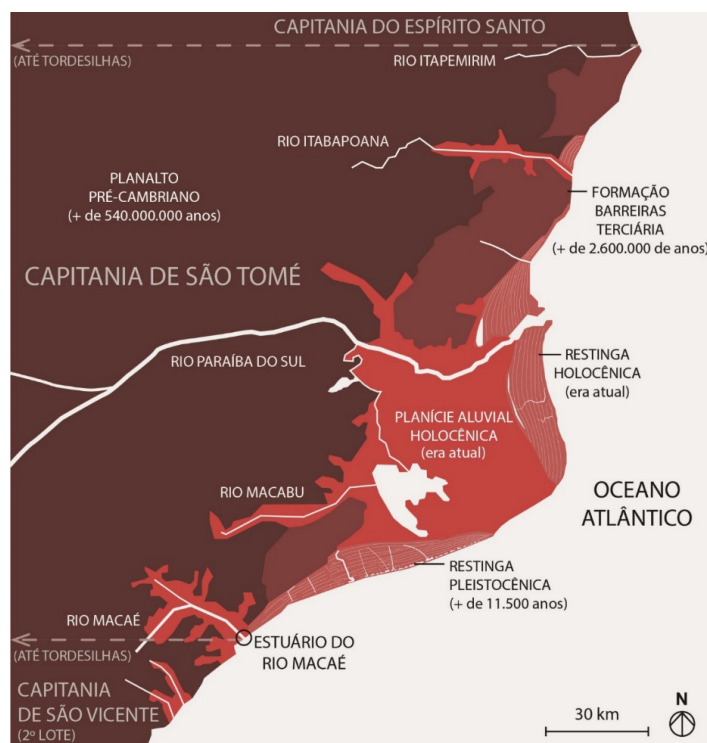 CAPITANIA DO ESPÍRITO SANTO
(ATÉ TORDESILHAS)
RIO ITAPEMIRIM
RIO ITABAPOANA
PLANALTO
PRÉ-CAMBRIANO
(+ de 540.000.000 anos)
FORMAÇÃO
BARREIRAS
TERCIÁRIA
(+ de 2.600.000 de anos)
CAPITANIA DE SÃO TOMÉ
RIO PARAÍBA DO SUL
RESTINGA
HOLOCÊNICA
(era atual)
PLANÍCIE ALUVIAL
HOLOCÊNICA
(era atual)
RIO MACABU
OCEANO
ATLÂNTICO
RESTINGA
PLEISTOCÊNICA
(+ de 11.500 anos)
RIO MACAÉ
ESTUÁRIO DO
RIO MACAÉ
(ATÉ TORDESILHAS)
CAPITANIA
DE SÃO VICENTE
(2º LOTE)
30 km
N